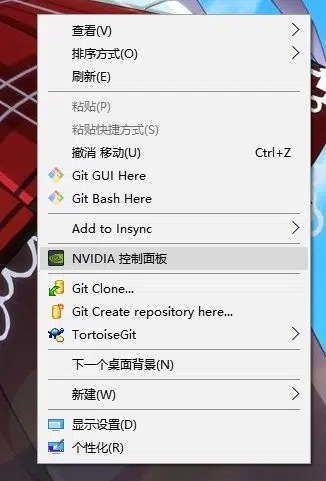 查看(V)
排序方式(O)
刷新(E)
粘贴(P)
粘贴快捷方式(S)
撤消 移动(U) Ctrl+Z
Git GUI Here
Git Bash Here
Add to Insync
NVIDIA 控制面板
Git Clone...
Git Create repository here...
TortoiseGit
下一个桌面背景(N)
新建(W)
显示设置(D)
个性化(R)